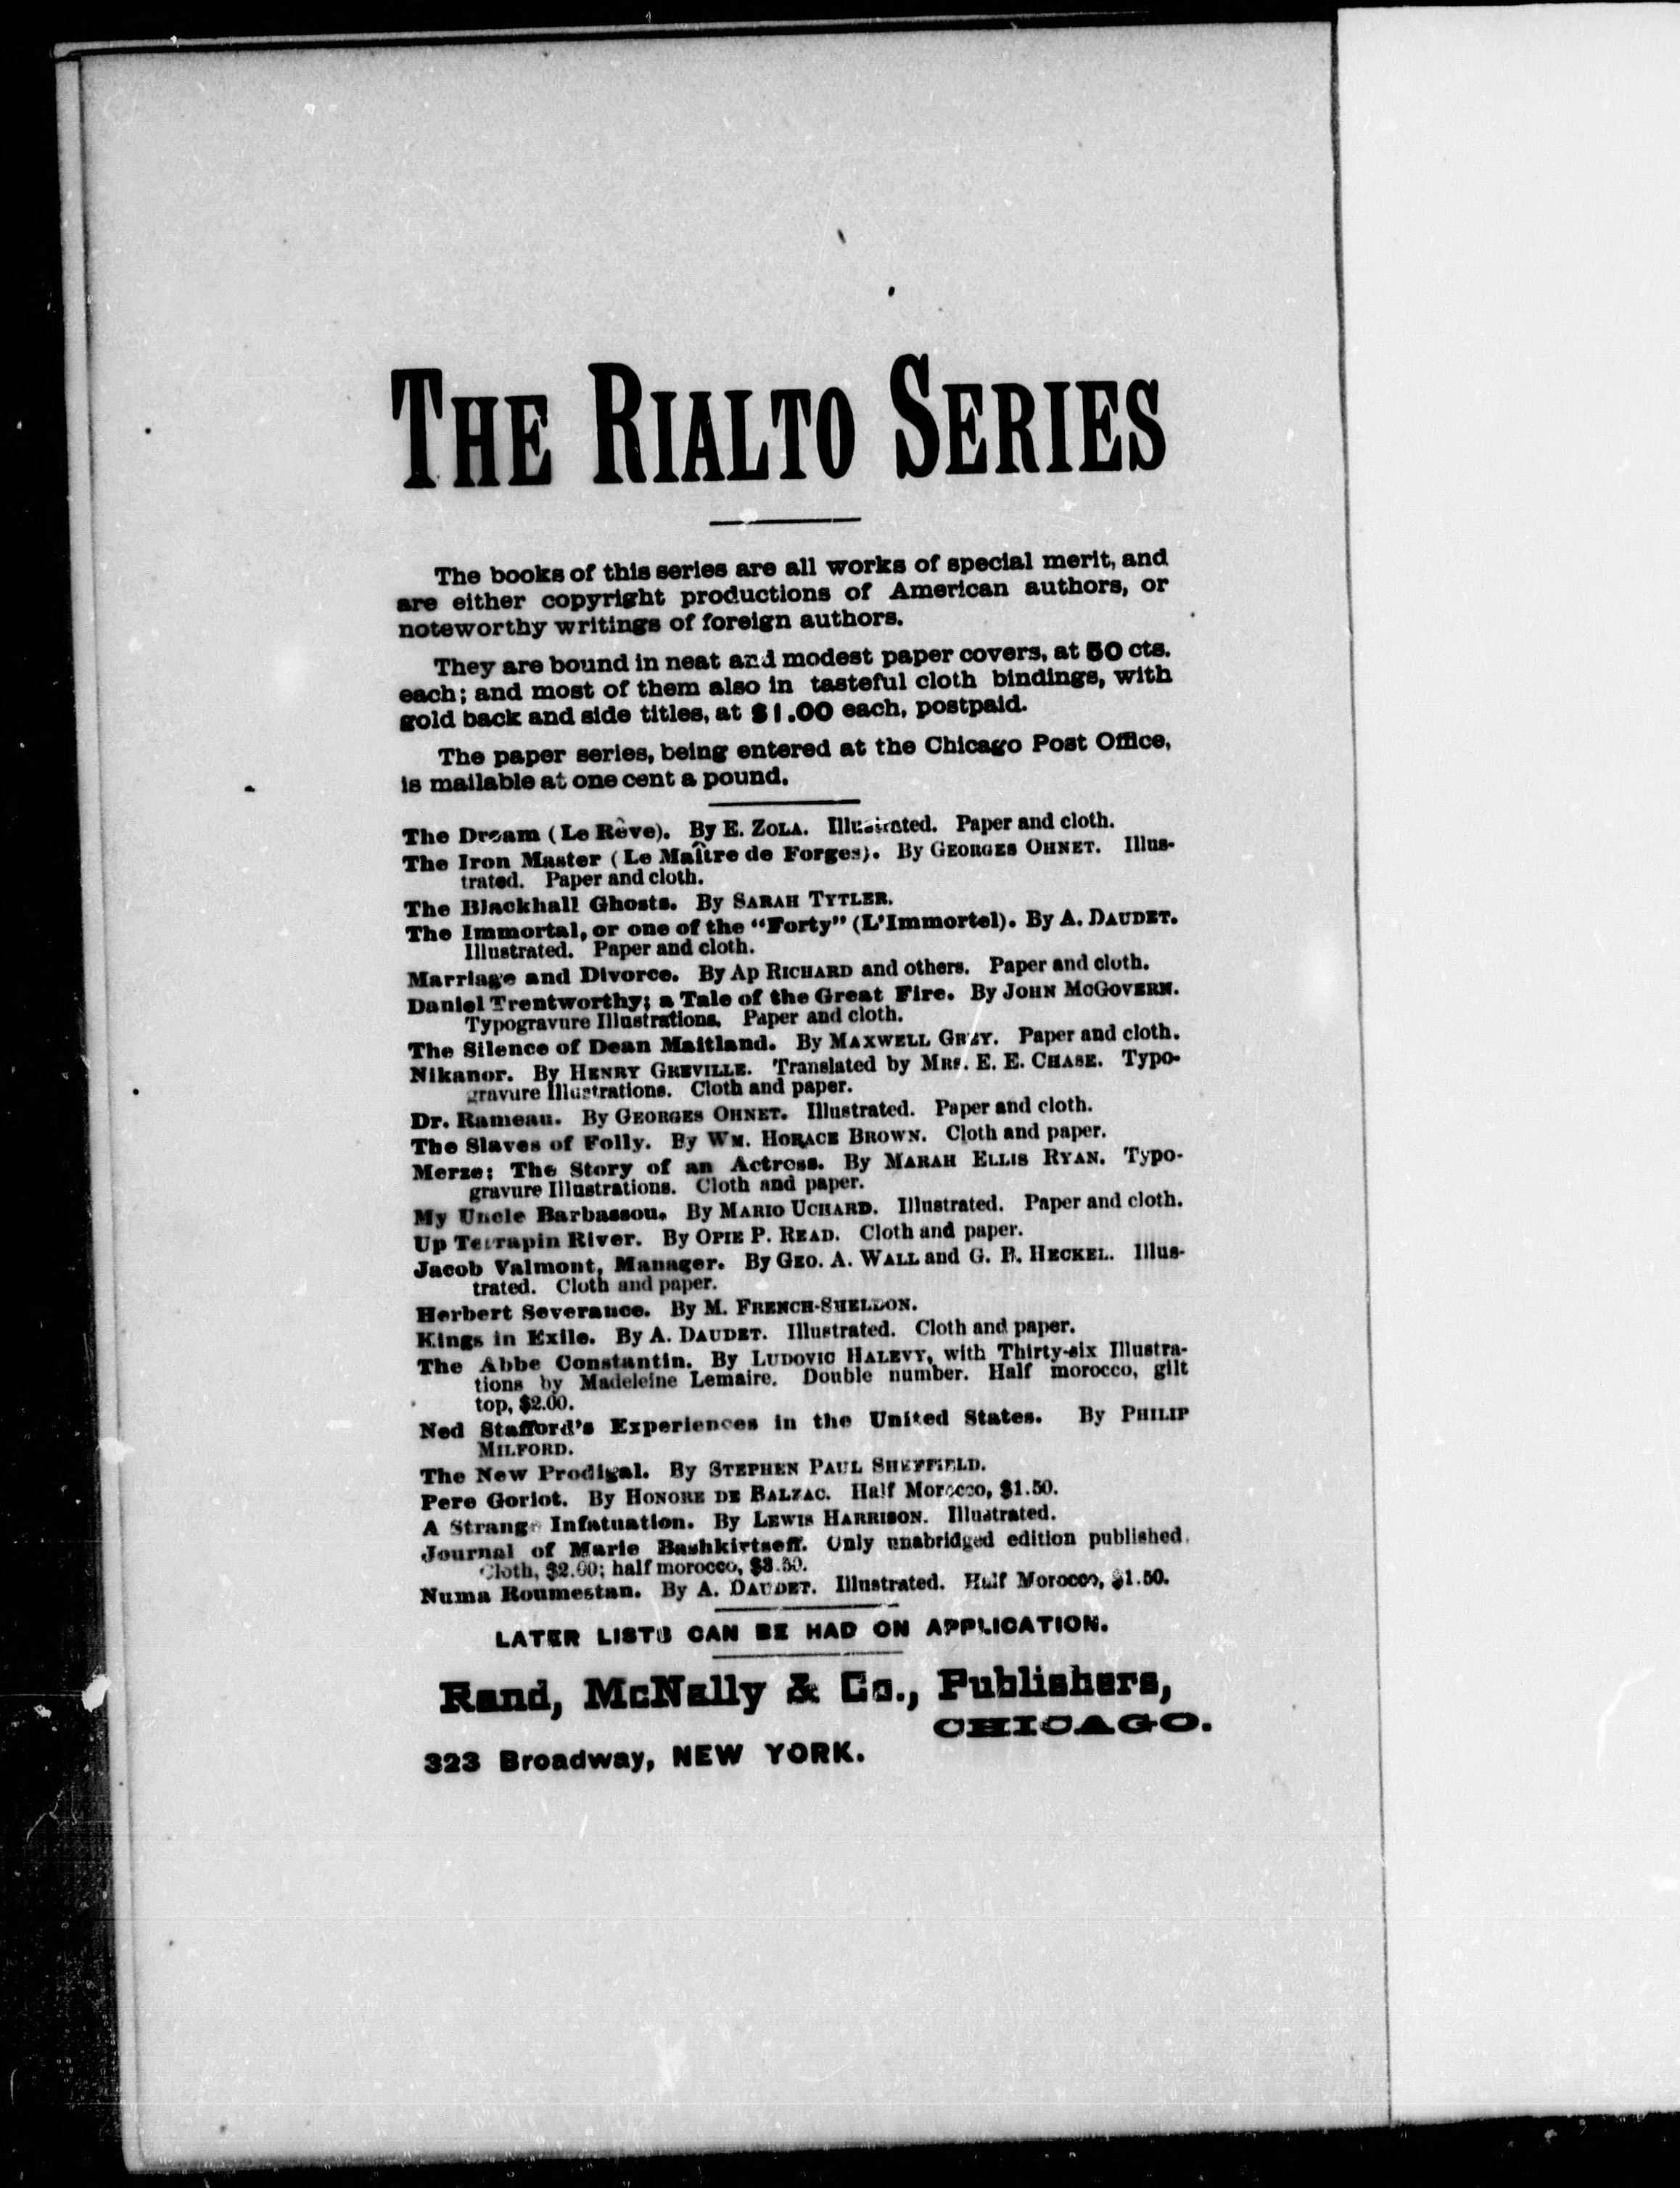 THE RIALTO SERIES
The books of this series are all works of special merit, and
are either copyright productions of American authors, or
noteworthy writings of foreign authors.
They are bound in neat and modest paper covers, at 50 cts.
each; and most of them also in tasteful cloth bindings, with
gold back and side titles, at $1.00 each, postpaid.
The paper series, being entered at the Chicago Post Office,
is mailable at one cent a pound.
The Dream (Le Rêve). By E. ZOLA. Illustrated. Paper and cloth.
The Iron Master (Le Maître de Forges). By GEORGES OHNET. Illus-
trated. Paper and cloth.
The Blackhall Ghosts. By SARAH TYTLER.
The Immortal, or one of the "Forty" (L'Immortel). By A. DAUDET.
Illustrated. Paper and cloth.
Marriage and Divorce. By Ap RICHARD and others. Paper and cloth.
Daniel Trentworthy; a Tale of the Great Fire. By JOHN MCGOVERN.
Typogravure Illustrations. Paper and cloth.
The Silence of Dean Maitland. By MAXWELL GREY. Paper and cloth.
Nikanor. By HENRY GREVILLE. Translated by MRS. E. E. CHASE. Typo-
gravure Illustrations. Cloth and paper.
Dr. Rameau. By GEORGES OHNET. Illustrated. Paper and cloth.
The Slaves of Folly. By WM. HORACE BROWN. Cloth and paper.
Merze; The Story of an Actress. By MARAH ELLIS RYAN. Typo-
gravure Illustrations. Cloth and paper.
My Uncle Barbassou. By MARIO UCHARD. Illustrated. Paper and cloth.
Up Terrapin River. By OPIE P. READ. Cloth and paper.
Jacob Valmont, Manager. By GEO. A. WALL and G. B. HECKEL. Illus-
trated. Cloth and paper.
Herbert Severance. By M. FRENCH-SHELDON.
Kings in Exile. By A. DAUDET. Illustrated. Cloth and paper.
The Abbe Constantin. By LUDOVIC HALEVY, with Thirty-six Illustra-
tions by Madeleine Lemaire. Double number. Half morocco, gilt
top, $2.00.
Ned Stafford's Experiences in the United States. By PHILIP
MILFORD.
The New Prodigal. By STEPHEN PAUL SHEFFIELD.
Pere Goriot. By HONORE DE BALZAC. Half Morocco, $1.50.
A Strange Infatuation. By LEWIS HARRISON. Illustrated.
Journal of Marie Bashkirtseff. Only unabridged edition published.
Cloth, $2.00; half morocco, $3.50.
Numa Roumestan. By A. DAUDET. Illustrated. Half Morocco, $1.50.
LATER LISTS CAN BE HAD ON APPLICATION.
Rand, McNally & Co., Publishers,
CHICAGO.
323 Broadway, NEW YORK.